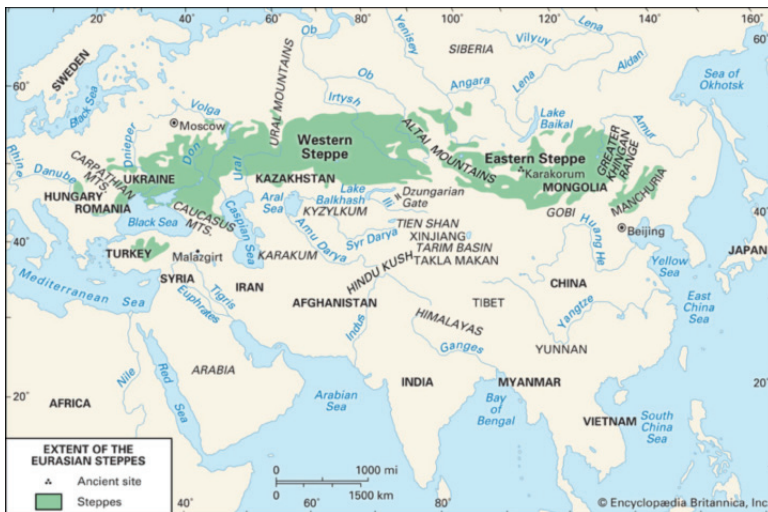 20°
0°
20°
40°
60°
80°
100°
120°
140°
160°
60°
60°
SWEDEN
Black Sea
Ob
Yenisey
SIBERIA
Vilyuy
Lena
Lena
Aldan
Sea of
Okhotsk
URAL MOUNTAINS
Ob
Irtysh
Angara
Volga
Moscow
Rhine
Danube
CARPATHIAN
MTS.
Dnieper
Don
Ural
Western
Steppe
ALTAI MOUNTAINS
Lake
Baikal
Eastern Steppe
Karakorum
MONGOLIA
GREATER
KHINGAN
RANGE
Amur
MANCHURIA
UKRAINE
HUNGARY
ROMANIA
KAZAKHSTAN
Aral
Sea
Lake
Balkhash
Ili
Dzungarian
Gate
GOBI
Black Sea
CAUCASUS
MTS.
Caspian Sea
KYZYLKUM
Amu Darya
Syr Darya
TIEN SHAN
XINJIANG
TARIM BASIN
TAKLA MAKAN
Huang He
Beijing
40°
40°
TURKEY
Malazgirt
KARAKUM
HINDU KUSH
JAPAN
Mediterranean Sea
SYRIA
Tigris
Euphrates
IRAN
AFGHANISTAN
TIBET
CHINA
Yellow
Sea
East
China
Sea
Indus
HIMALAYAS
Ganges
Yangtze
YUNNAN
Nile
Red Sea
ARABIA
Arabian
Sea
INDIA
Bay
of
Bengal
MYANMAR
VIETNAM
South
China
Sea
20°
20°
AFRICA
EXTENT OF THE
EURASIAN STEPPES
Ancient site
Steppes
0 1000 mi
0 1500 km
40°
60°
80°
© Encyclopædia Britannica, Inc